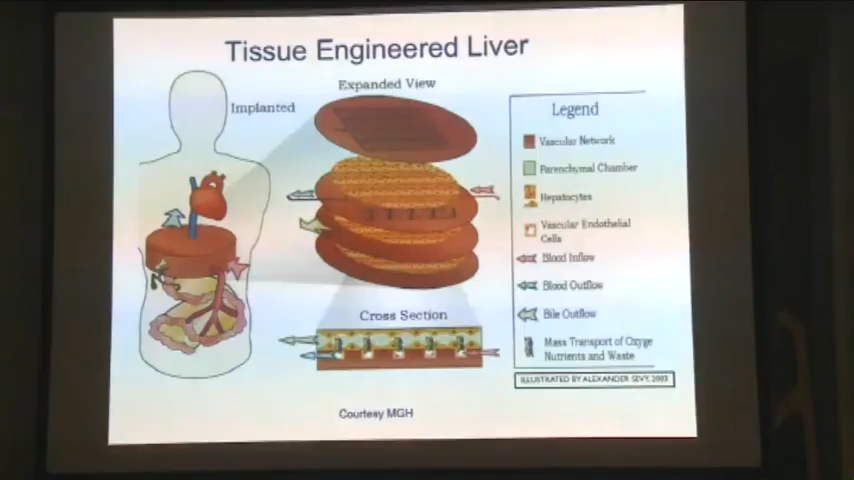 Tissue Engineered Liver
Implanted
Expanded View
Cross Section
Courtesy MGH
Legend
Vascular Network
Parenchymal Chamber
Hepatocytes
Vascular Endothelial
Cells
Blood Inflow
Blood Outflow
Bile Outflow
Mass Transport of Oxyge
Nutrients and Waste
ILLUSTRATED BY ALEXANDER SEVY, 2003